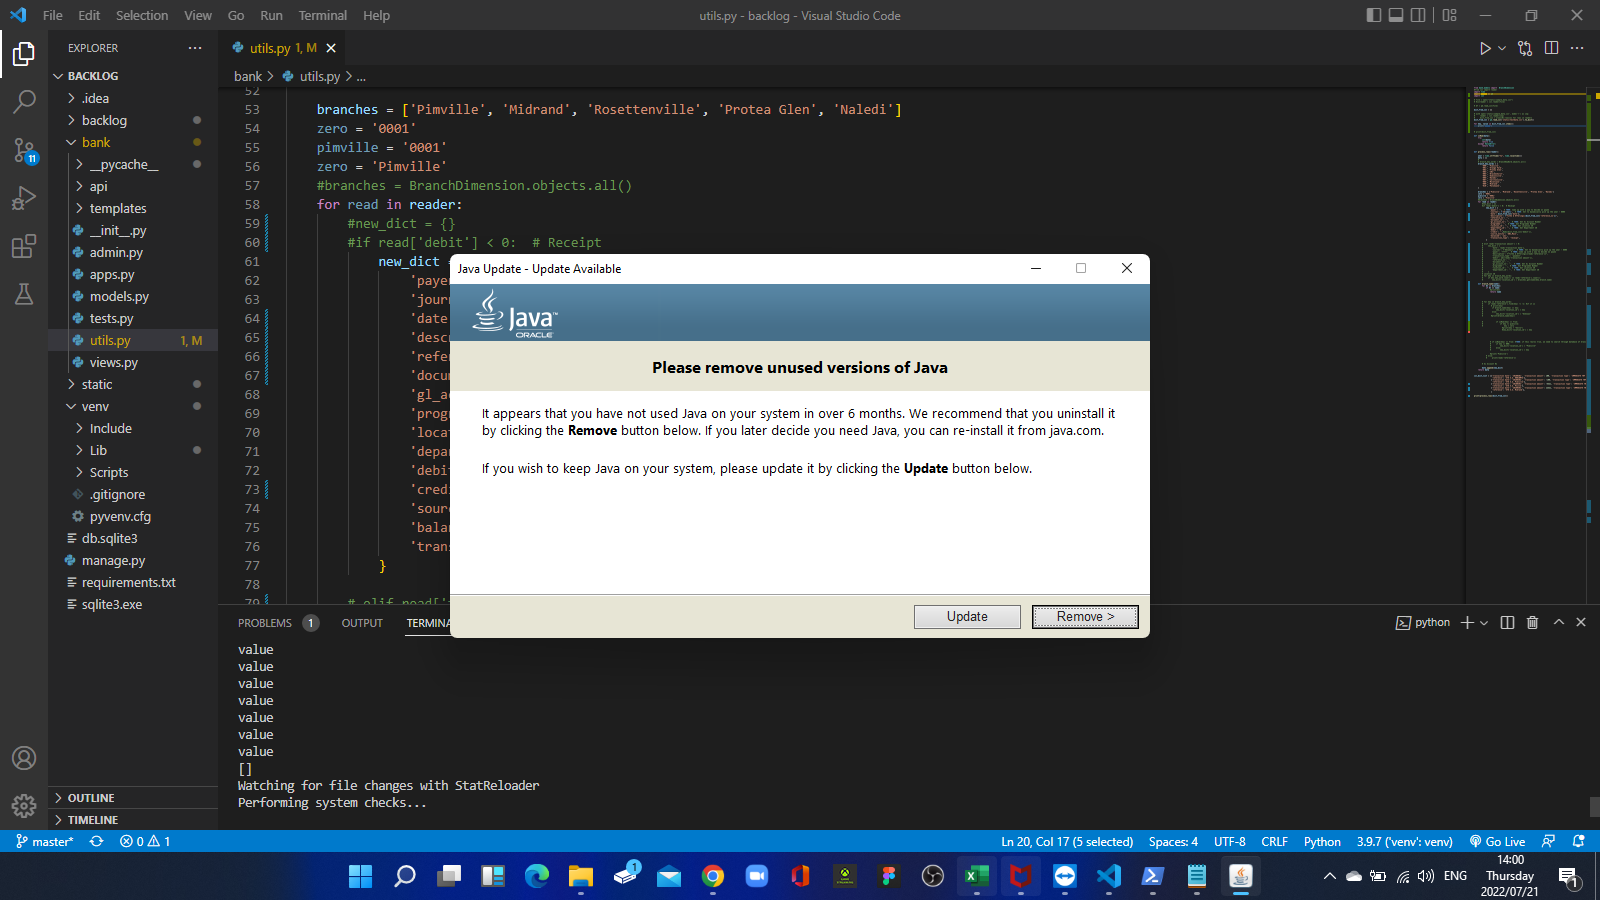 File Edit Selection View Go Run Terminal Help
utils.py - backlog - Visual Studio Code
EXPLORER
BACKLOG
.idea
backlog
bank
__pycache__
api
templates
__init__.py
admin.py
apps.py
models.py
tests.py
utils.py 1, M
views.py
static
venv
Include
Lib
Scripts
.gitignore
pyvenv.cfg
db.sqlite3
manage.py
requirements.txt
sqlite3.exe
OUTLINE
TIMELINE
11
utils.py 1, M
bank > utils.py > ...
52
53 branches = ['Pimville', 'Midrand', 'Rosettenville', 'Protea Glen', 'Naledi']
54 zero = '0001'
55 pimville = '0001'
56 zero = 'Pimville'
57 #branches = BranchDimension.objects.all()
58 for read in reader:
59 #new_dict = {}
60 #if read['debit'] < 0: # Receipt
61 new_dict
62 'paye
63 'jour
64 'date
65 'desc
66 'refe
67 'docu
68 'gl_a
69 'prog
70 'loca
71 'depa
72 'debi
73 'cred
74 'sour
75 'bala
76 'tran
77 }
78
79 # elif read['
Java Update - Update Available
Java
ORACLE
Please remove unused versions of Java
It appears that you have not used Java on your system in over 6 months. We recommend that you uninstall it
by clicking the Remove button below. If you later decide you need Java, you can re-install it from java.com.
If you wish to keep Java on your system, please update it by clicking the Update button below.
Update Remove >
PROBLEMS 1 OUTPUT TERMINA
python
value
value
value
value
value
value
value
[]
Watching for file changes with StatReloader
Performing system checks...
master* 0 1
Ln 20, Col 17 (5 selected) Spaces: 4 UTF-8 CRLF Python 3.9.7 ('venv': venv) Go Live
1
ENG
14:00
Thursday
2022/07/21
1